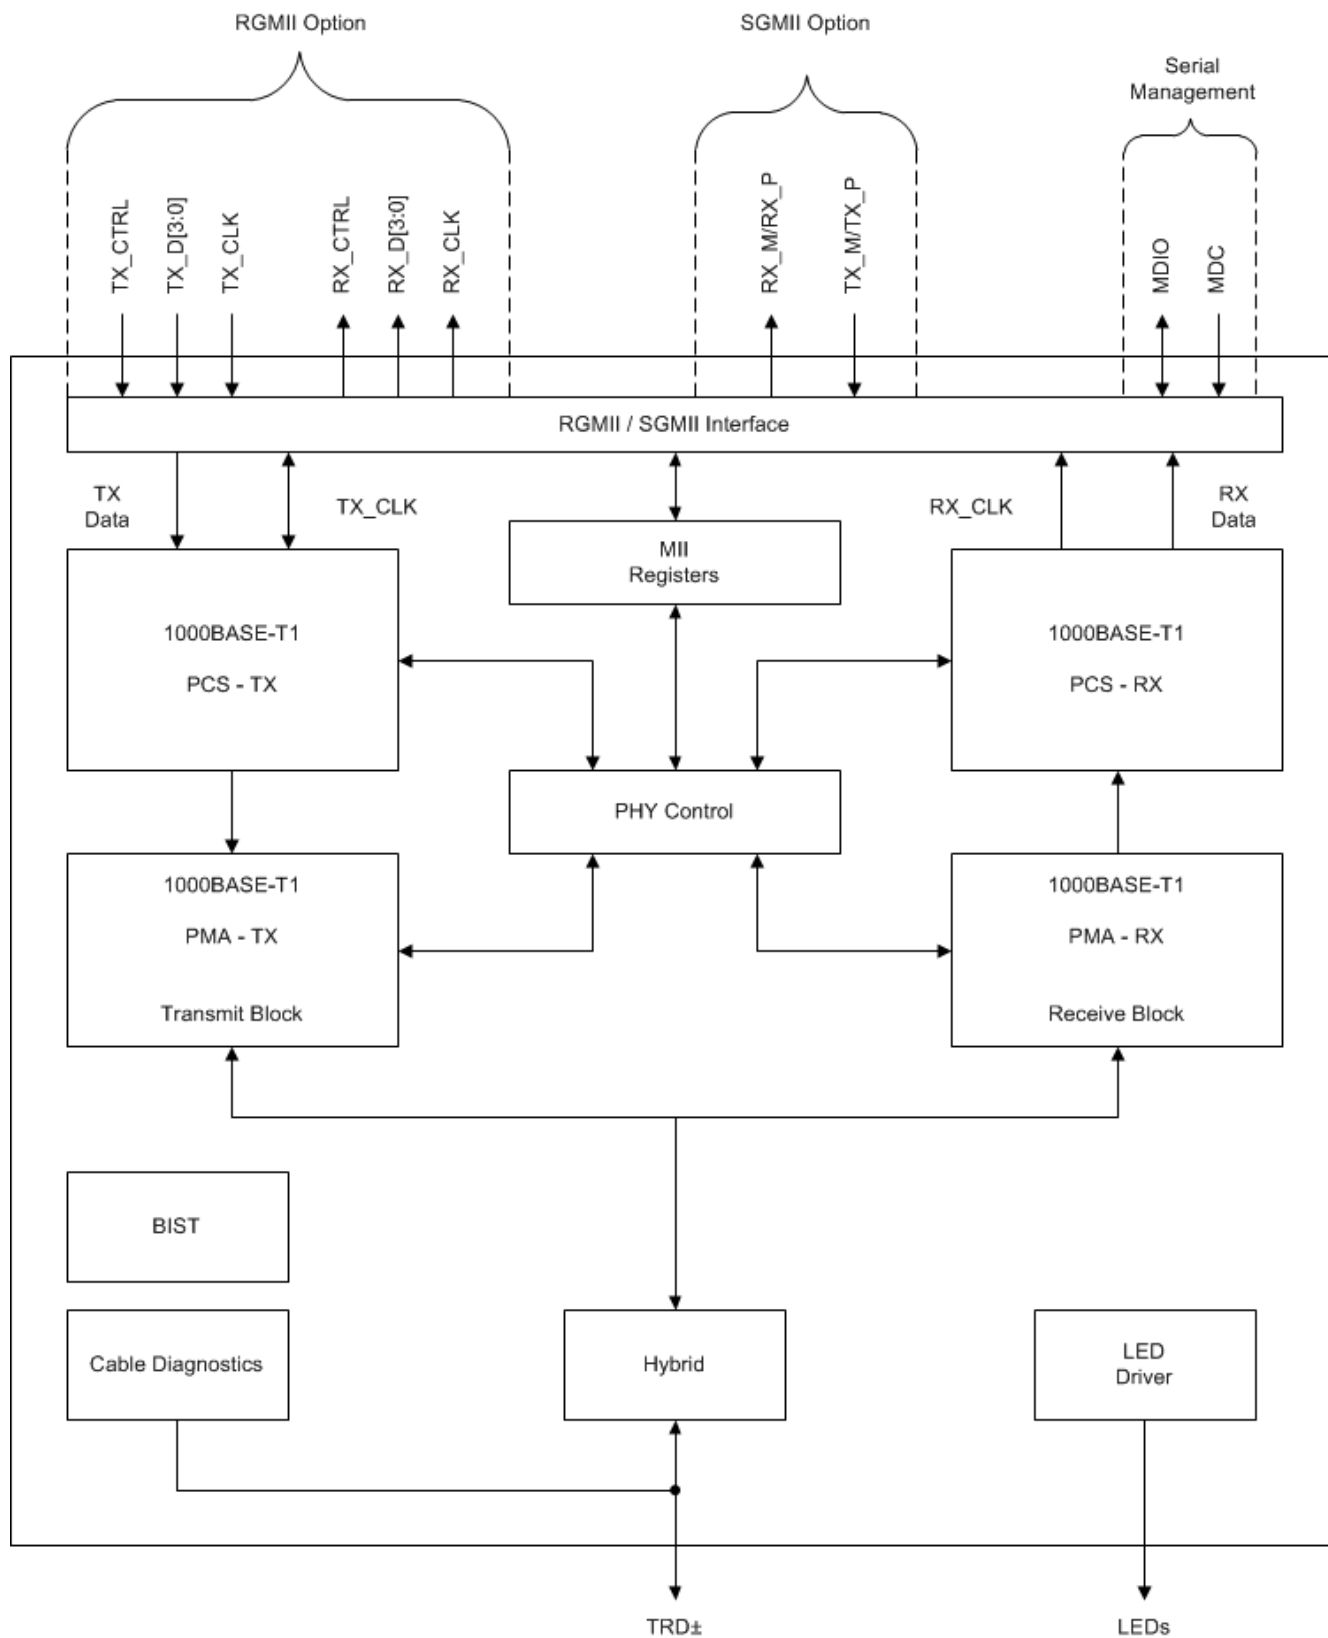 RGMII Option
SGMII Option
Serial
Management
TX_CTRL
TX_D[3:0]
TX_CLK
RX_CTRL
RX_D[3:0]
RX_CLK
RX_M/RX_P
TX_M/TX_P
MDIO
MDC
RGMII / SGMII Interface
TX
Data
TX_CLK
RX_CLK
RX
Data
MII
Registers
1000BASE-T1
PCS - TX
1000BASE-T1
PCS - RX
PHY Control
1000BASE-T1
PMA - TX
Transmit Block
1000BASE-T1
PMA - RX
Receive Block
BIST
Cable Diagnostics
Hybrid
LED
Driver
TRD±
LEDs